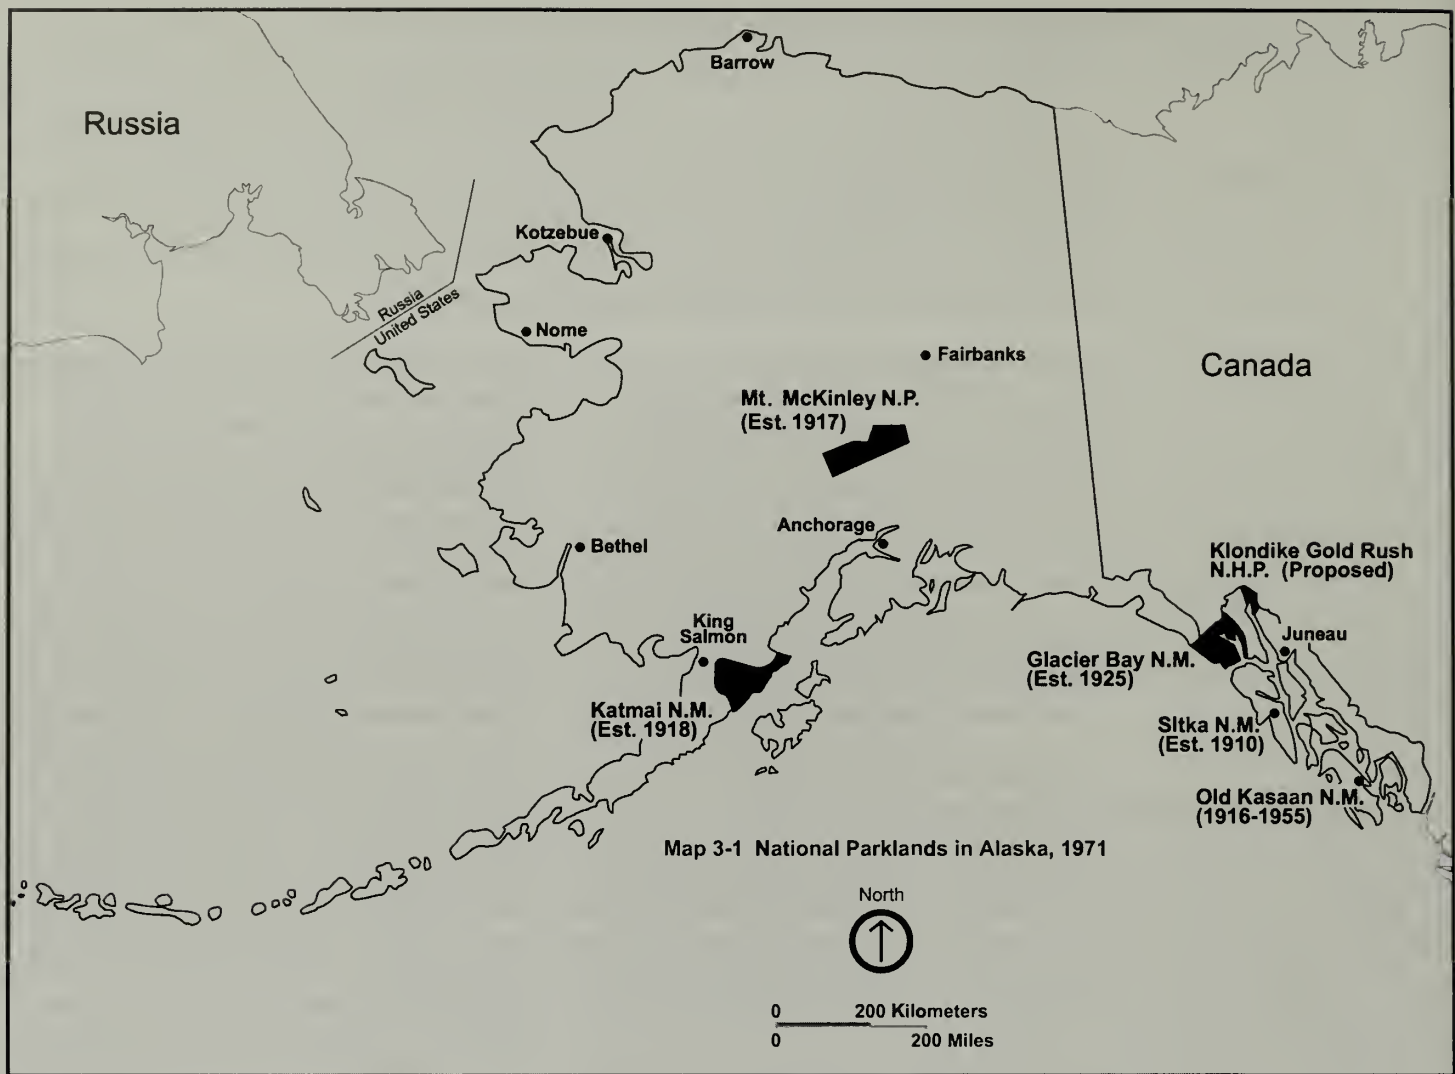 Barrow
Russia
Kotzebue
Russia
United States
Nome
Fairbanks
Canada
Mt. McKinley N.P.
(Est. 1917)
Anchorage
Bethel
Klondike Gold Rush
N.H.P. (Proposed)
King
Salmon
Juneau
Glacier Bay N.M.
(Est. 1925)
Katmai N.M.
(Est. 1918)
Sitka N.M.
(Est. 1910)
Old Kasaan N.M.
(1916-1955)
Map 3-1 National Parklands in Alaska, 1971
North
0 200 Kilometers
0 200 Miles